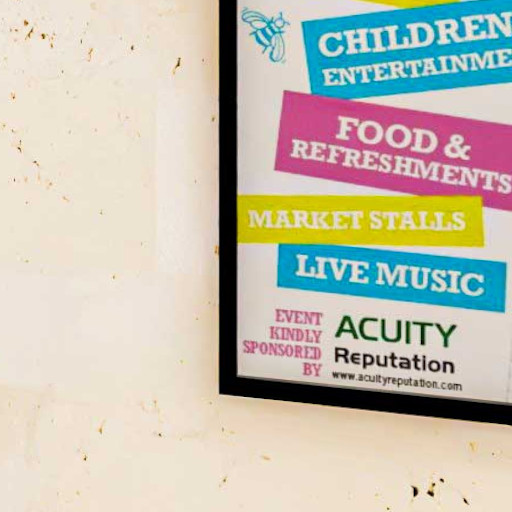 CHILDREN
ENTERTAINME
FOOD &
REFRESHMENTS
MARKET STALLS
LIVE MUSIC
EVENT
KINDLY
SPONSORED
BY
ACUITY
Reputation
www.acuityreputation.com